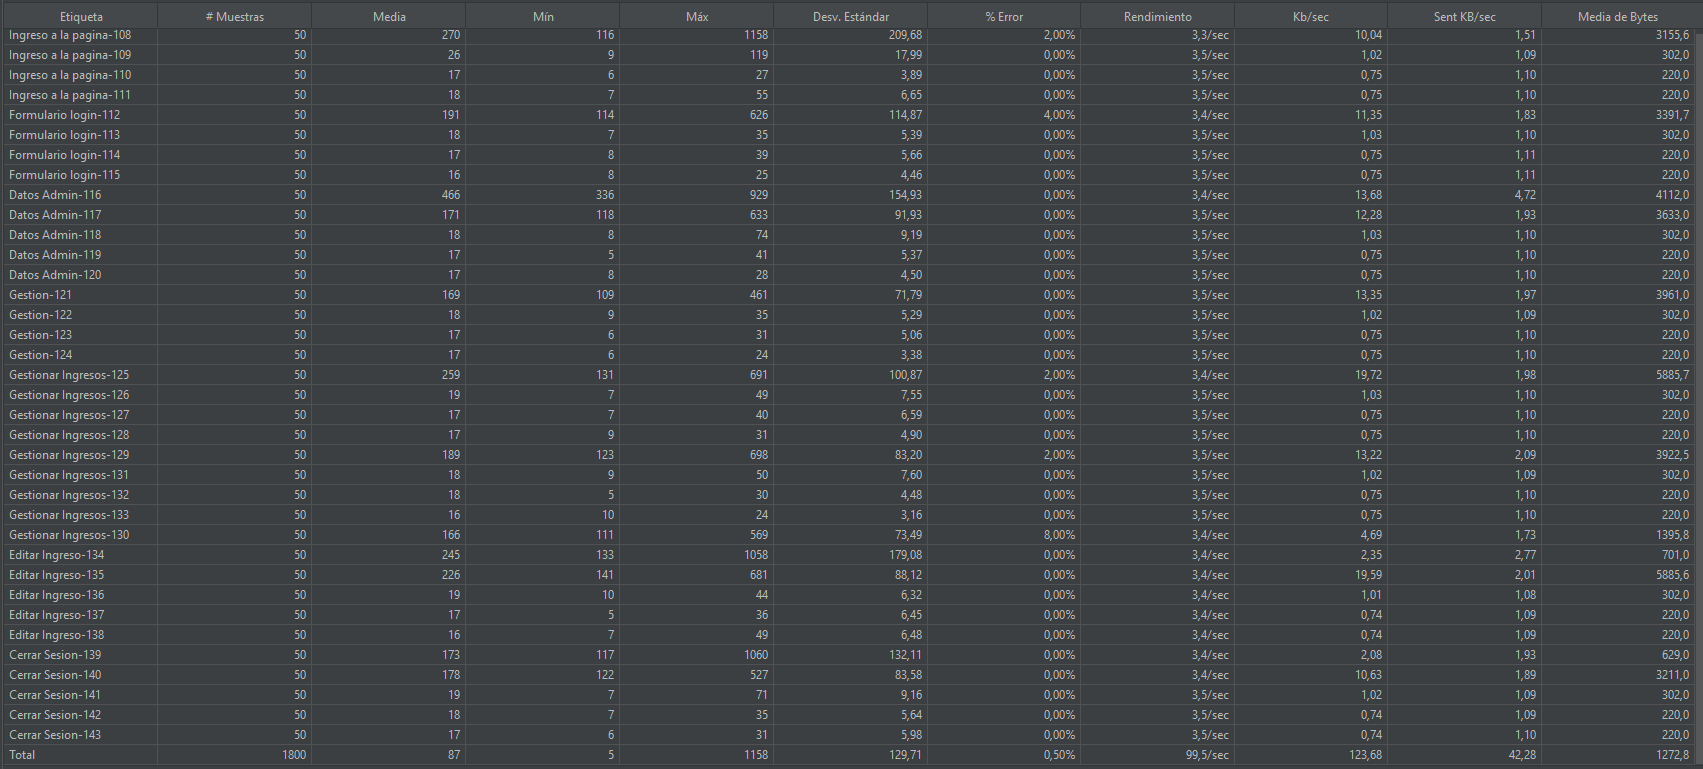 Etiqueta # Muestras Media Mín Máx Desv. Estándar % Error Rendimiento Kb/sec Sent KB/sec Media de Bytes
Ingreso a la pagina-108 50 270 116 1158 209,68 2,00% 3,3/sec 10,04 1,51 3155,6
Ingreso a la pagina-109 50 26 9 119 17,99 0,00% 3,5/sec 1,02 1,09 302,0
Ingreso a la pagina-110 50 17 6 27 3,89 0,00% 3,5/sec 0,75 1,10 220,0
Ingreso a la pagina-111 50 18 7 55 6,65 0,00% 3,5/sec 0,75 1,10 220,0
Formulario login-112 50 191 114 626 114,87 4,00% 3,4/sec 11,35 1,83 3391,7
Formulario login-113 50 18 7 35 5,39 0,00% 3,5/sec 1,03 1,10 302,0
Formulario login-114 50 17 8 39 5,66 0,00% 3,5/sec 0,75 1,11 220,0
Formulario login-115 50 16 8 25 4,46 0,00% 3,5/sec 0,75 1,11 220,0
Datos Admin-116 50 466 336 929 154,93 0,00% 3,4/sec 13,68 4,72 4112,0
Datos Admin-117 50 171 118 633 91,93 0,00% 3,5/sec 12,28 1,93 3633,0
Datos Admin-118 50 18 8 74 9,19 0,00% 3,5/sec 1,03 1,10 302,0
Datos Admin-119 50 17 5 41 5,37 0,00% 3,5/sec 0,75 1,10 220,0
Datos Admin-120 50 17 8 28 4,50 0,00% 3,5/sec 0,75 1,10 220,0
Gestion-121 50 169 109 461 71,79 0,00% 3,5/sec 13,35 1,97 3961,0
Gestion-122 50 18 9 35 5,29 0,00% 3,5/sec 1,02 1,09 302,0
Gestion-123 50 17 6 31 5,06 0,00% 3,5/sec 0,75 1,10 220,0
Gestion-124 50 17 6 24 3,38 0,00% 3,5/sec 0,75 1,10 220,0
Gestionar Ingresos-125 50 259 131 691 100,87 2,00% 3,4/sec 19,72 1,98 5885,7
Gestionar Ingresos-126 50 19 7 49 7,55 0,00% 3,5/sec 1,03 1,10 302,0
Gestionar Ingresos-127 50 17 7 40 6,59 0,00% 3,5/sec 0,75 1,10 220,0
Gestionar Ingresos-128 50 17 9 31 4,90 0,00% 3,5/sec 0,75 1,10 220,0
Gestionar Ingresos-129 50 189 123 698 83,20 2,00% 3,4/sec 13,22 2,09 3922,5
Gestionar Ingresos-131 50 18 9 50 7,60 0,00% 3,5/sec 1,02 1,09 302,0
Gestionar Ingresos-132 50 18 5 30 4,48 0,00% 3,5/sec 0,75 1,10 220,0
Gestionar Ingresos-133 50 16 10 24 3,16 0,00% 3,5/sec 0,75 1,10 220,0
Gestionar Ingresos-130 50 166 111 569 73,49 8,00% 3,4/sec 4,69 1,73 1395,8
Editar Ingreso-134 50 245 133 1058 179,08 0,00% 3,4/sec 2,35 2,77 701,0
Editar Ingreso-135 50 226 141 681 88,12 0,00% 3,4/sec 19,59 2,01 5885,6
Editar Ingreso-136 50 19 10 44 6,32 0,00% 3,4/sec 1,01 1,08 302,0
Editar Ingreso-137 50 17 5 36 6,45 0,00% 3,4/sec 0,74 1,09 220,0
Editar Ingreso-138 50 16 7 49 6,48 0,00% 3,4/sec 0,74 1,09 220,0
Cerrar Sesion-139 50 173 117 1060 132,11 0,00% 3,4/sec 2,08 1,93 629,0
Cerrar Sesion-140 50 178 122 527 83,58 0,00% 3,4/sec 10,63 1,89 3211,0
Cerrar Sesion-141 50 19 7 71 9,16 0,00% 3,5/sec 1,02 1,09 302,0
Cerrar Sesion-142 50 18 7 35 5,64 0,00% 3,5/sec 0,74 1,09 220,0
Cerrar Sesion-143 50 17 6 31 5,98 0,00% 3,5/sec 0,74 1,10 220,0
Total 1800 87 5 1158 129,71 0,50% 99,5/sec 123,68 42,28 1272,8